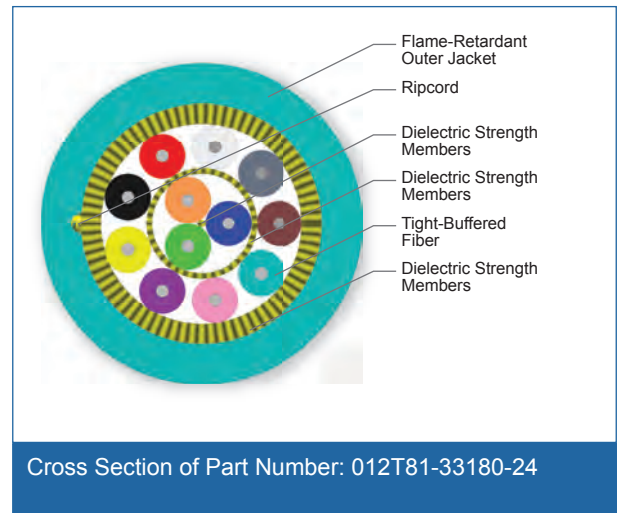 Flame-Retardant
Outer Jacket
Ripcord
Dielectric Strength
Members
Dielectric Strength
Members
Tight-Buffered
Fiber
Dielectric Strength
Members
Cross Section of Part Number: 012T81-33180-24